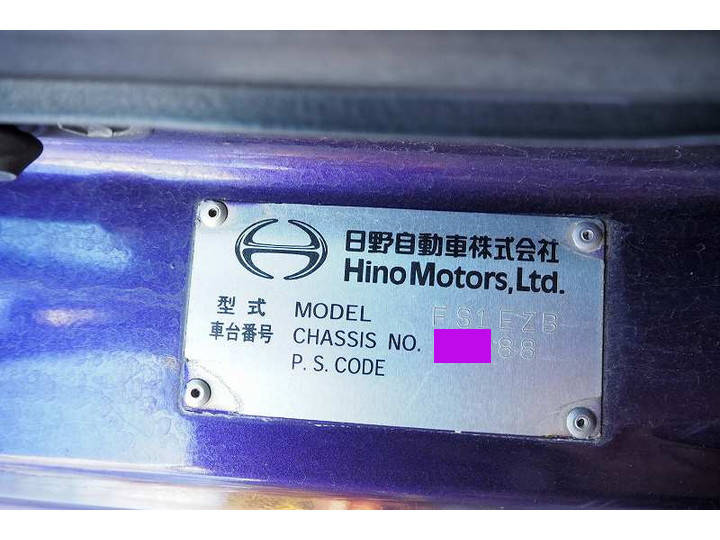 日野自動車株式会社
Hino Motors, Ltd.
型式 MODEL FS1EZB
車台番号 CHASSIS NO. 88
P. S. CODE